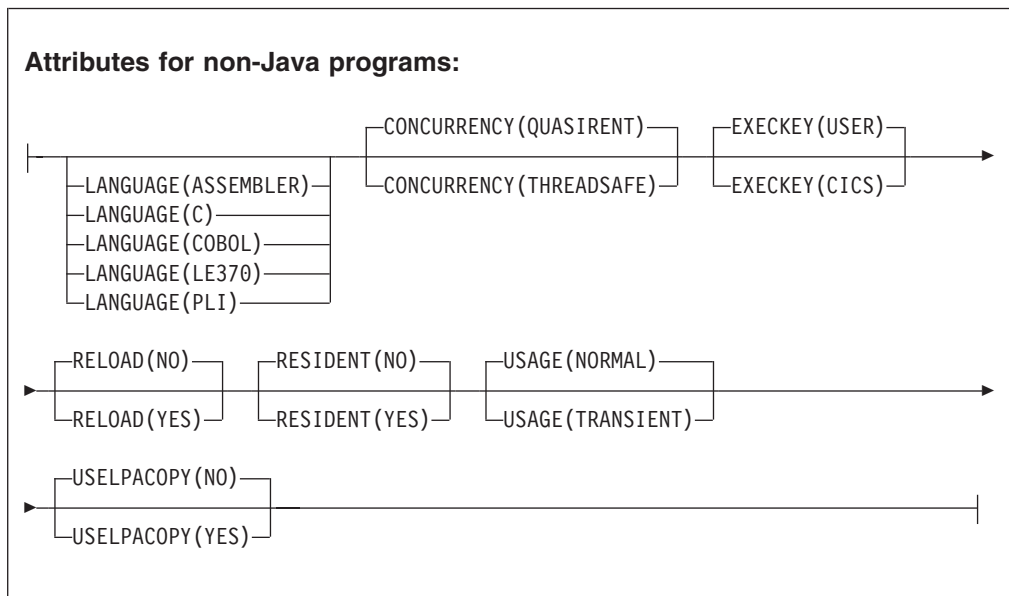 Attributes for non-Java programs:
CONCURRENCY(QUASIRENT) EXECKEY(USER)
LANGUAGE(ASSEMBLER) CONCURRENCY(THREADSAFE) EXECKEY(CICS)
LANGUAGE(C)
LANGUAGE(COBOL)
LANGUAGE(LE370)
LANGUAGE(PLI)
RELOAD(NO) RESIDENT(NO) USAGE(NORMAL)
RELOAD(YES) RESIDENT(YES) USAGE(TRANSIENT)
USELPACOPY(NO)
USELPACOPY(YES)